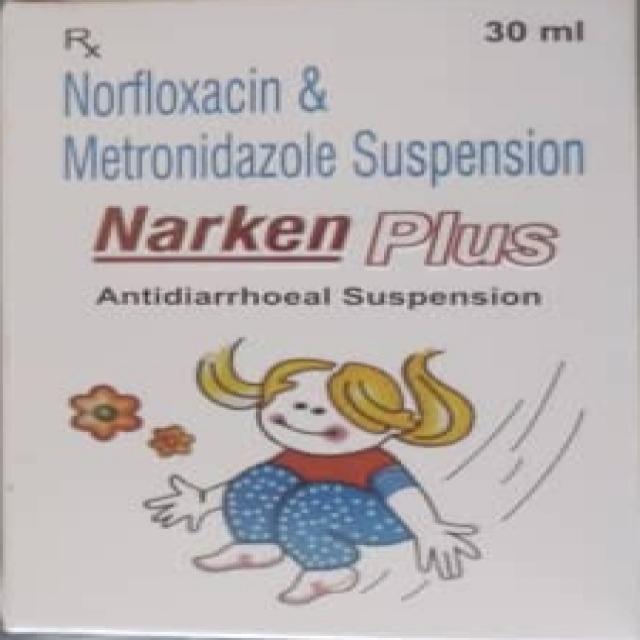 Rx
30 ml
Norfloxacin &
Metronidazole Suspension
Narken Plus
Antidiarrhoeal Suspension